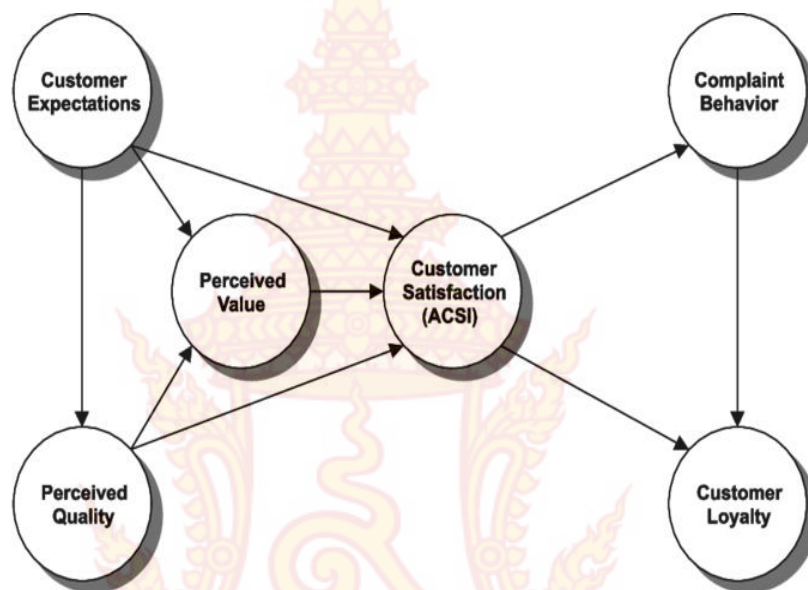 Customer
Expectations
Complaint
Behavior
Perceived
Value
Customer
Satisfaction
(ACSI)
Perceived
Quality
Customer
Loyalty